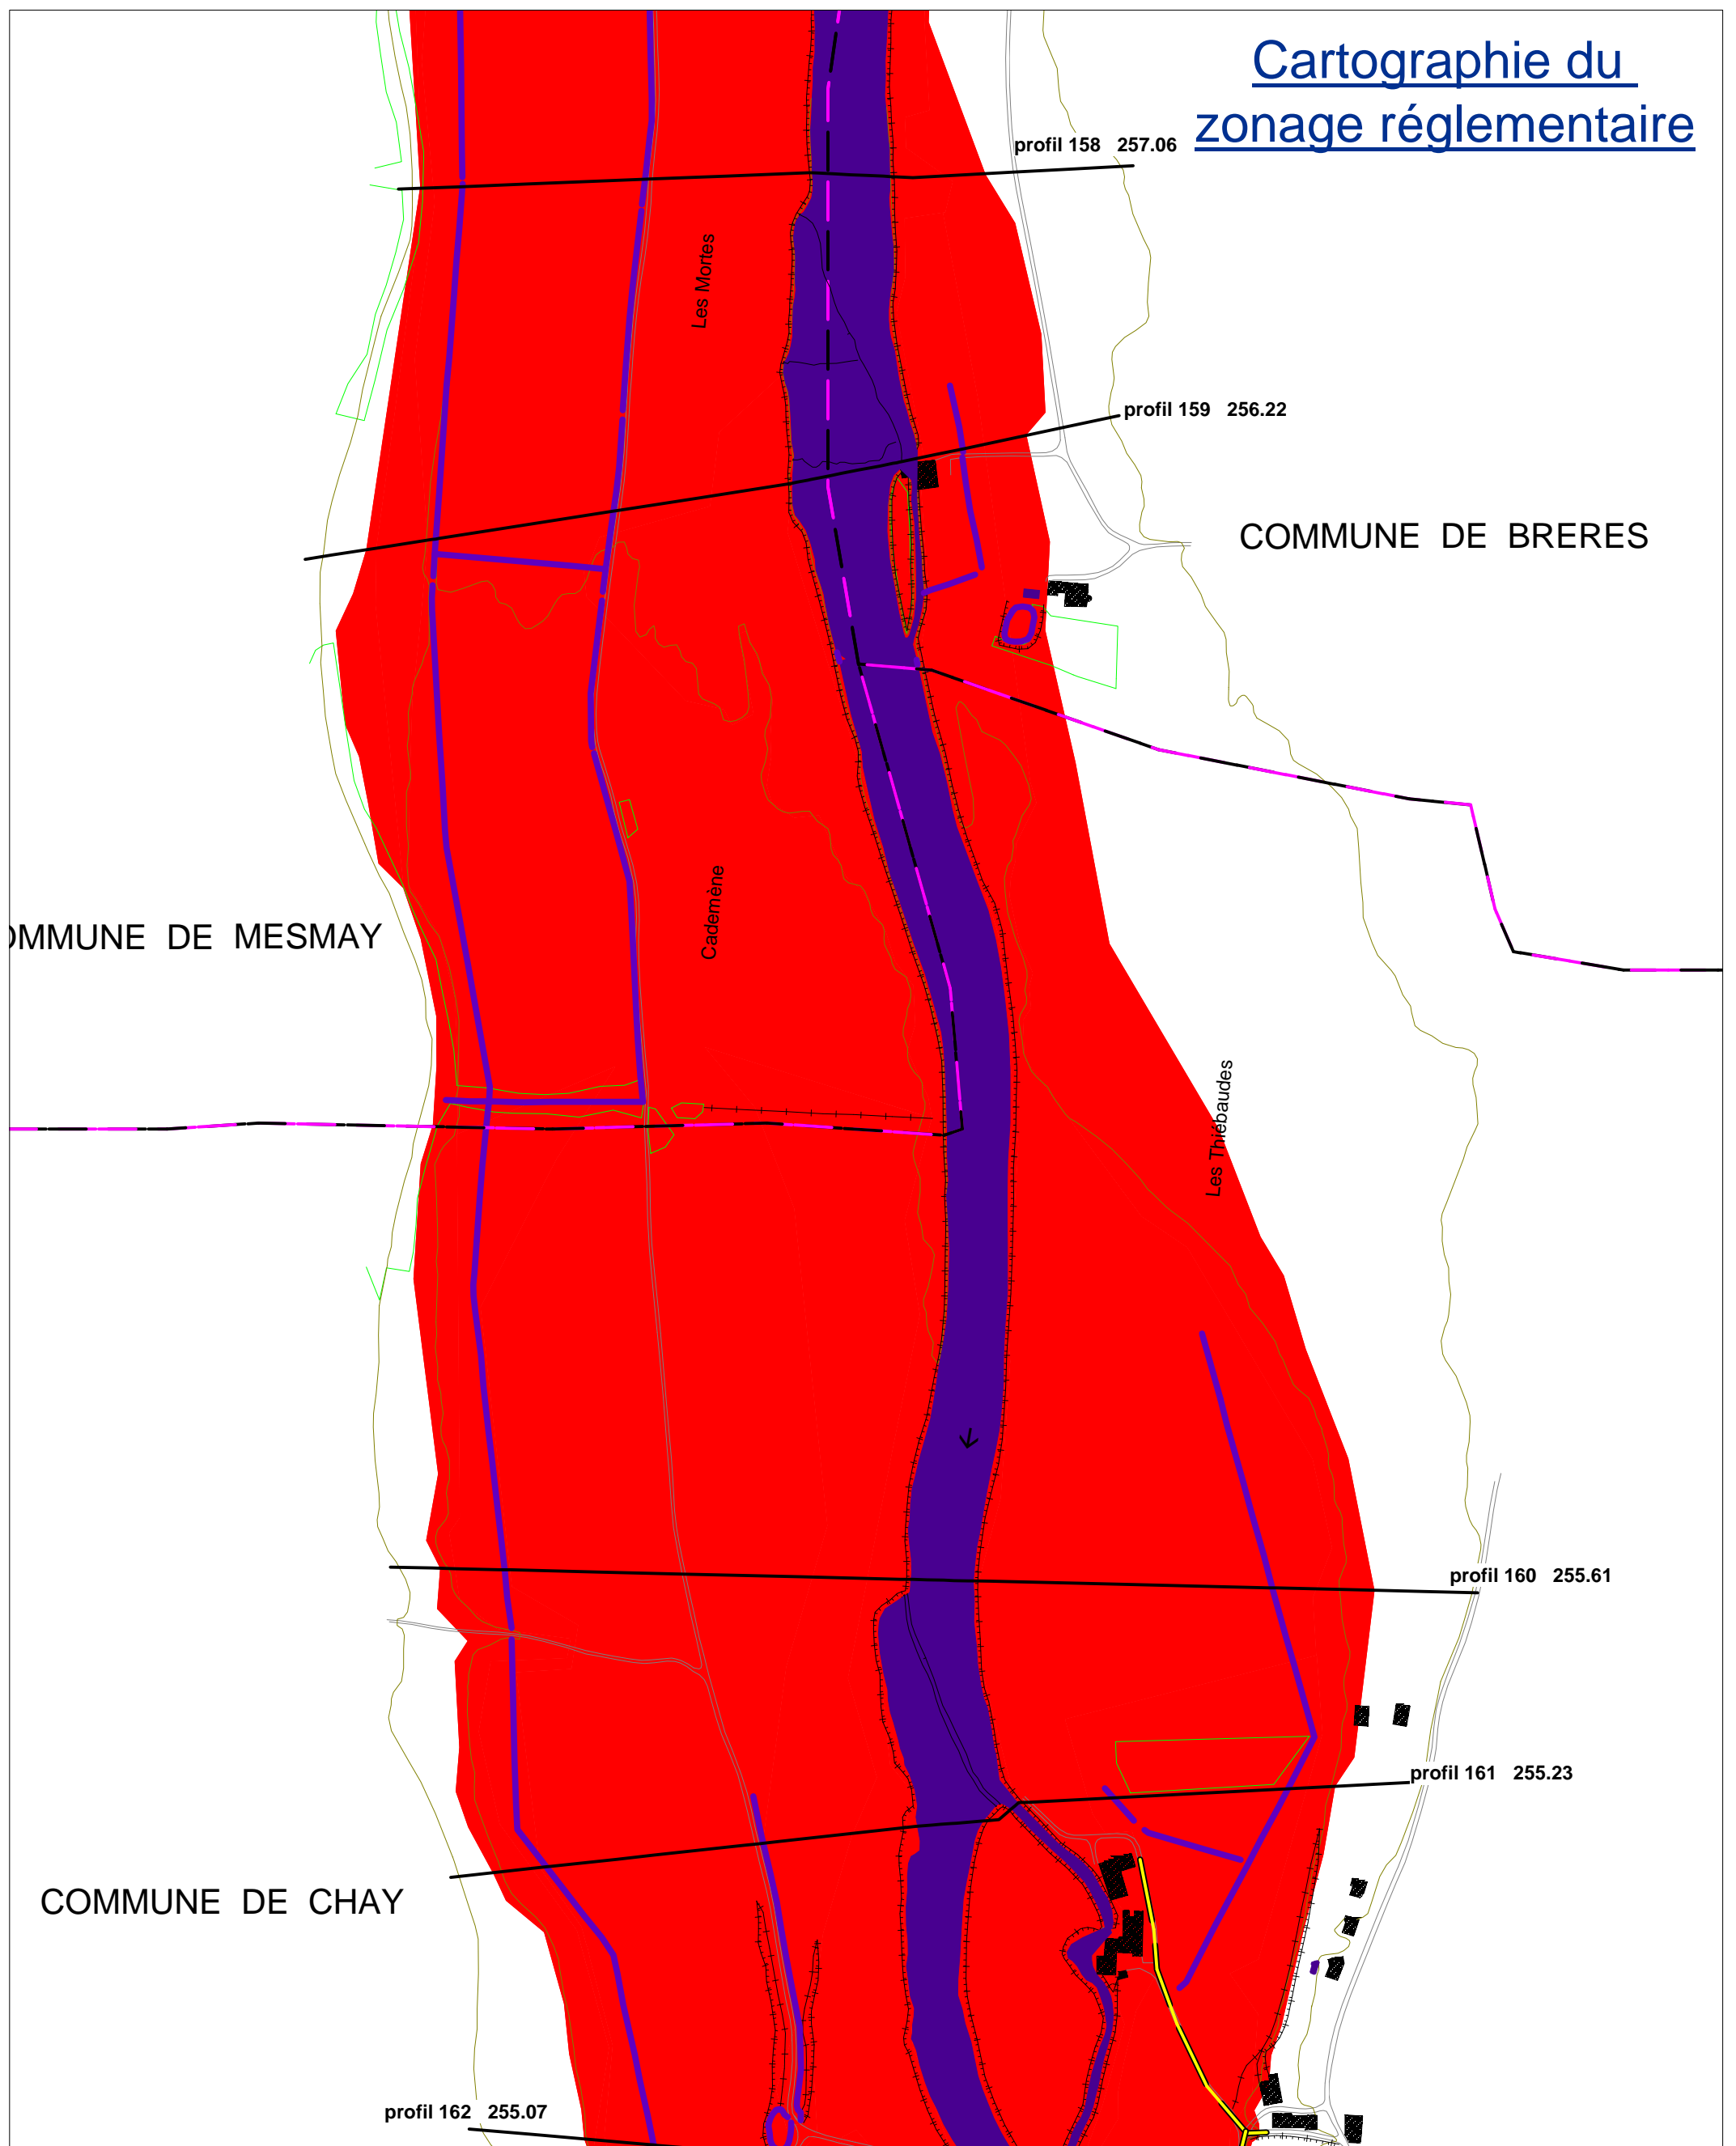 Cartographie du
zonage réglementaire
profil 158 257.06
Les Mortes
profil 159 256.22
COMMUNE DE BRERES
OMMUNE DE MESMAY
Cademène
Les Thiébaudes
profil 160 255.61
profil 161 255.23
COMMUNE DE CHAY
profil 162 255.07